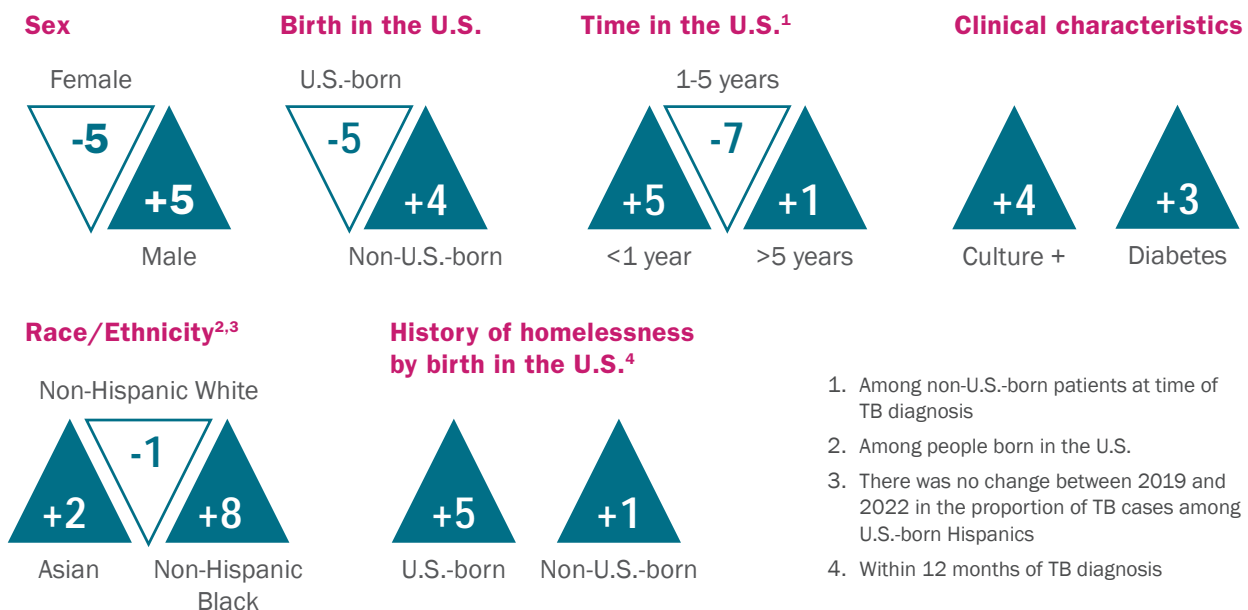 Sex
Female
-5
+5
Male
Birth in the U.S.
U.S.-born
-5
+4
Non-U.S.-born
Time in the U.S.¹
1-5 years
+5
-7
+1
<1 year
>5 years
Clinical characteristics
+4
+3
Culture +
Diabetes
Race/Ethnicity²,³
Non-Hispanic White
+2
-1
+8
Asian
Non-Hispanic
Black
History of homelessness
by birth in the U.S.⁴
+5
+1
U.S.-born
Non-U.S.-born
1. Among non-U.S.-born patients at time of
TB diagnosis
2. Among people born in the U.S.
3. There was no change between 2019 and
2022 in the proportion of TB cases among
U.S.-born Hispanics
4. Within 12 months of TB diagnosis